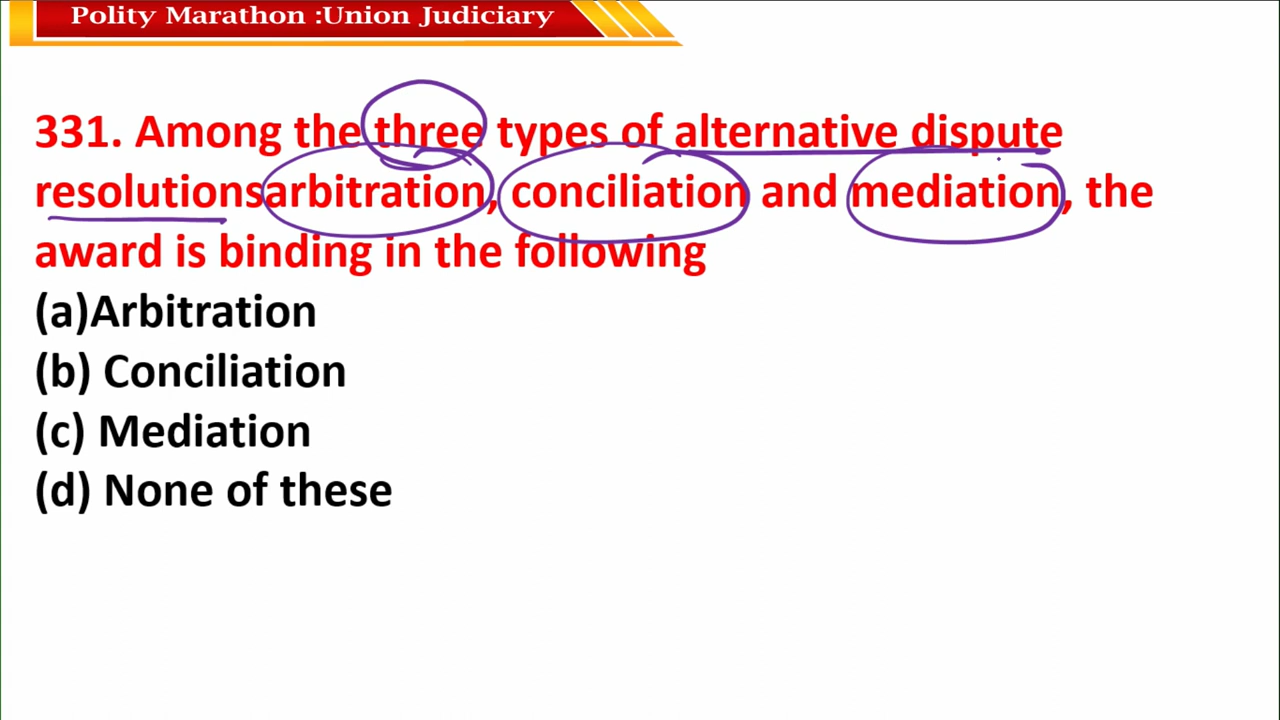 Polity Marathon :Union Judiciary
331. Among the three types of alternative dispute
resolutionsarbitration, conciliation and mediation, the
award is binding in the following
(a)Arbitration
(b) Conciliation
(c) Mediation
(d) None of these